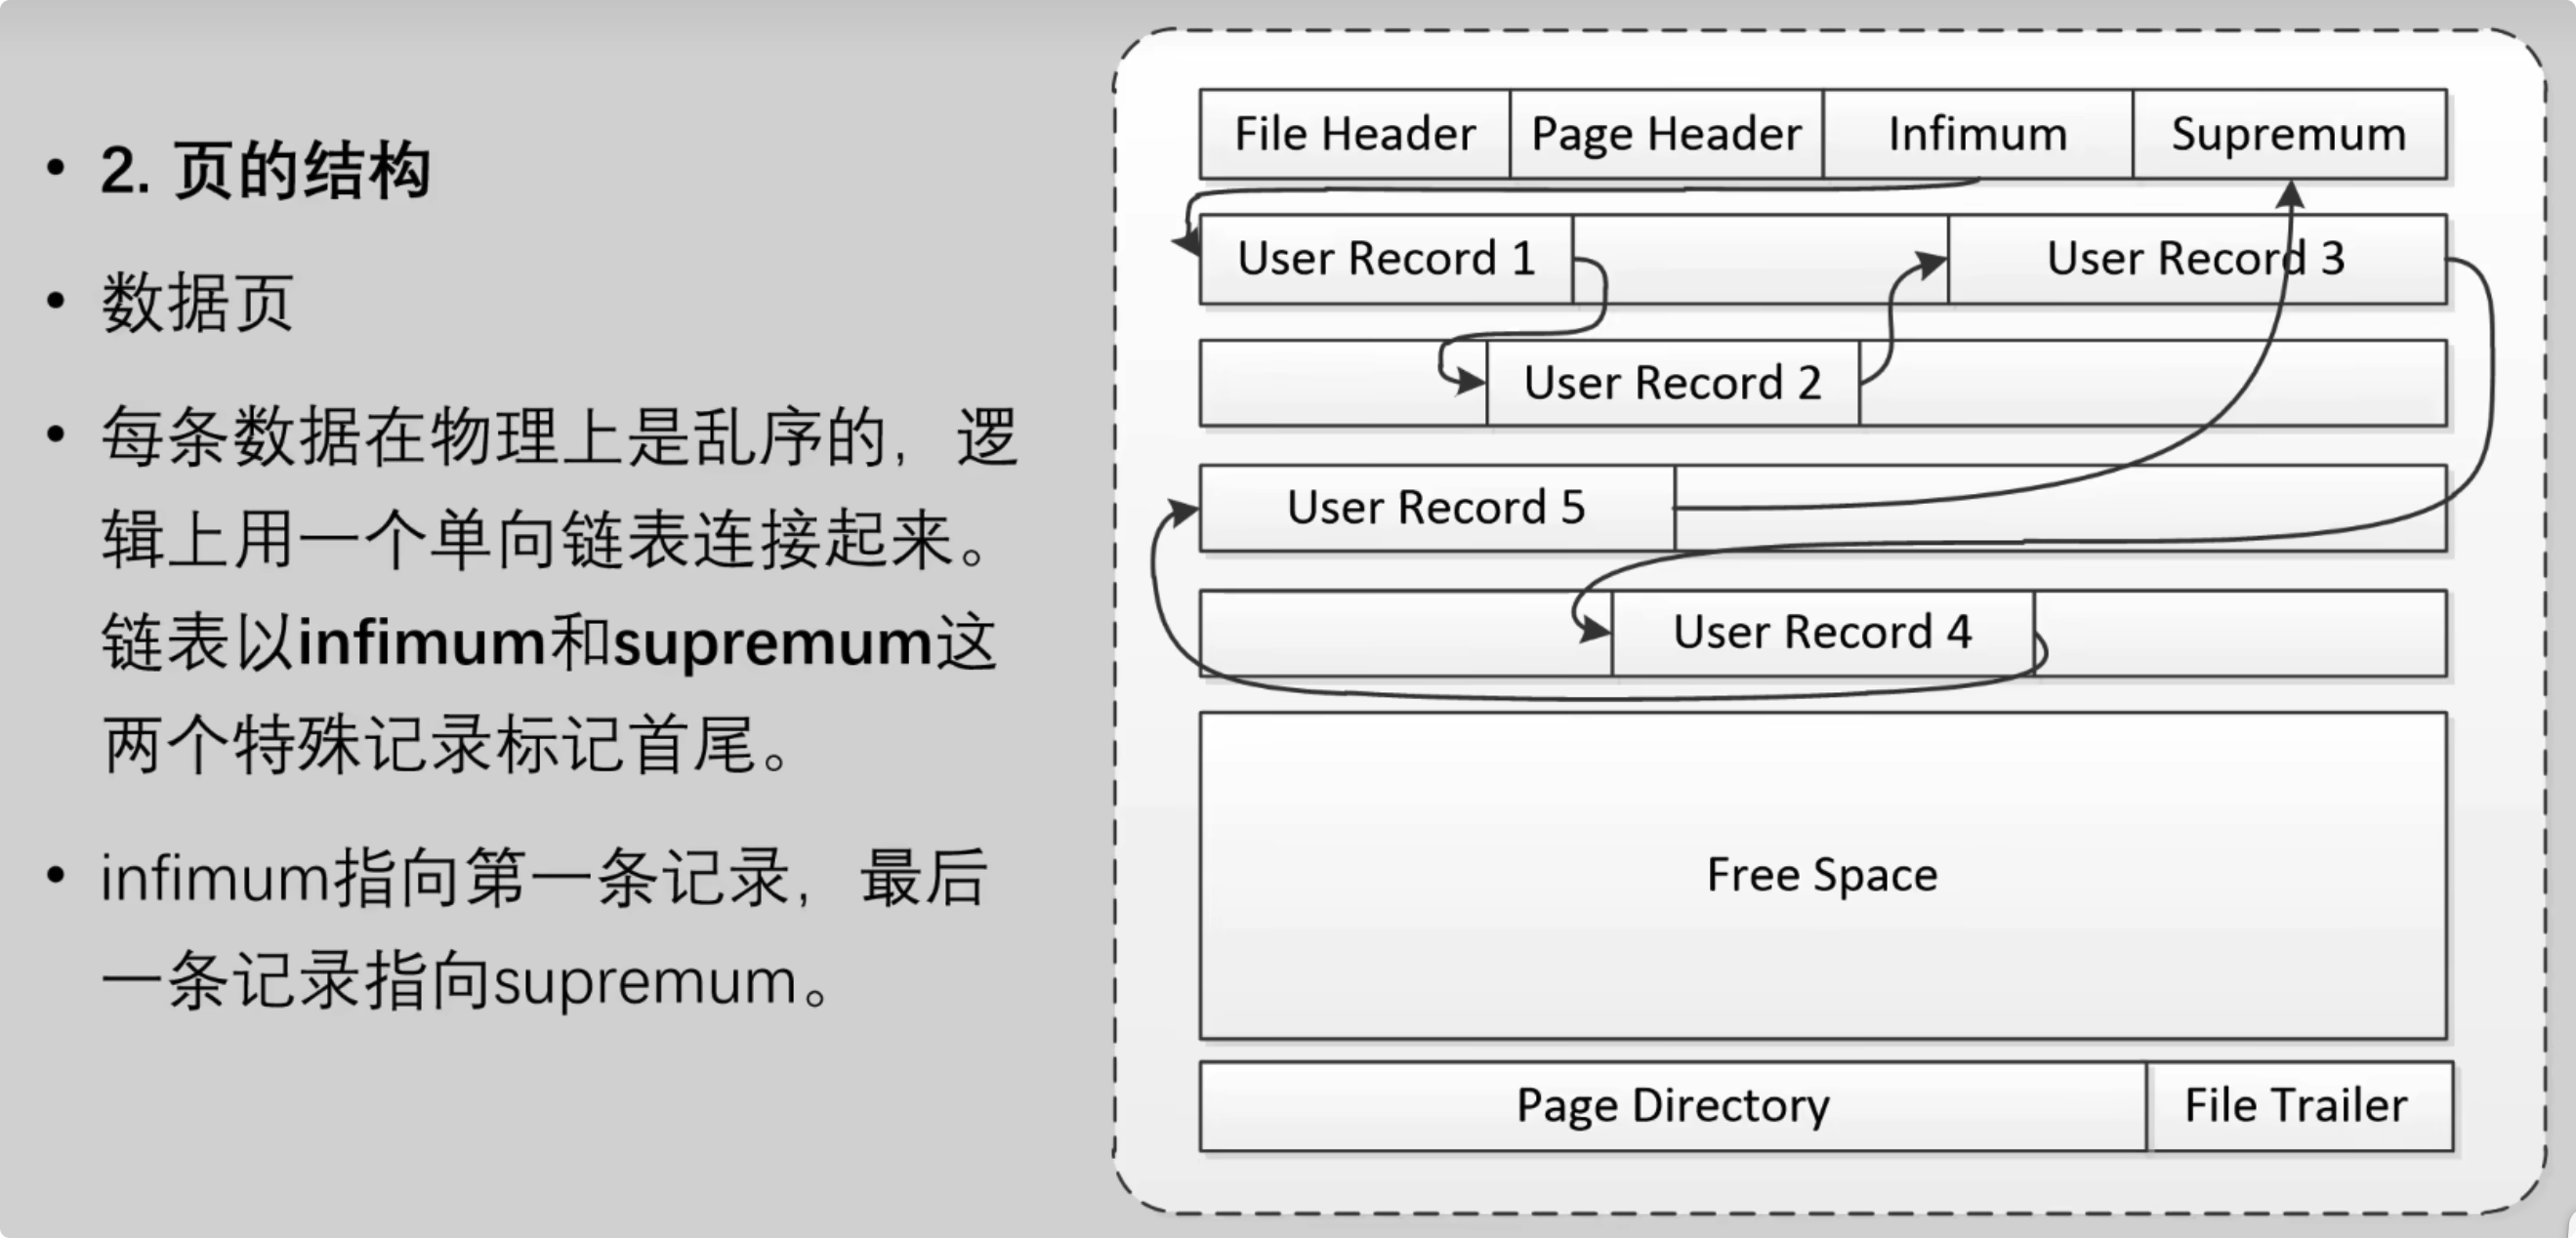 • 2. 页的结构
• 数据页
• 每条数据在物理上是乱序的，逻
辑上用一个单向链表连接起来。
链表以infimum和supremum这
两个特殊记录标记首尾。
• infimum指向第一条记录，最后
一条记录指向supremum。
File Header Page Header Infimum Supremum
User Record 1 User Record 3
User Record 2
User Record 5
User Record 4
Free Space
Page Directory File Trailer